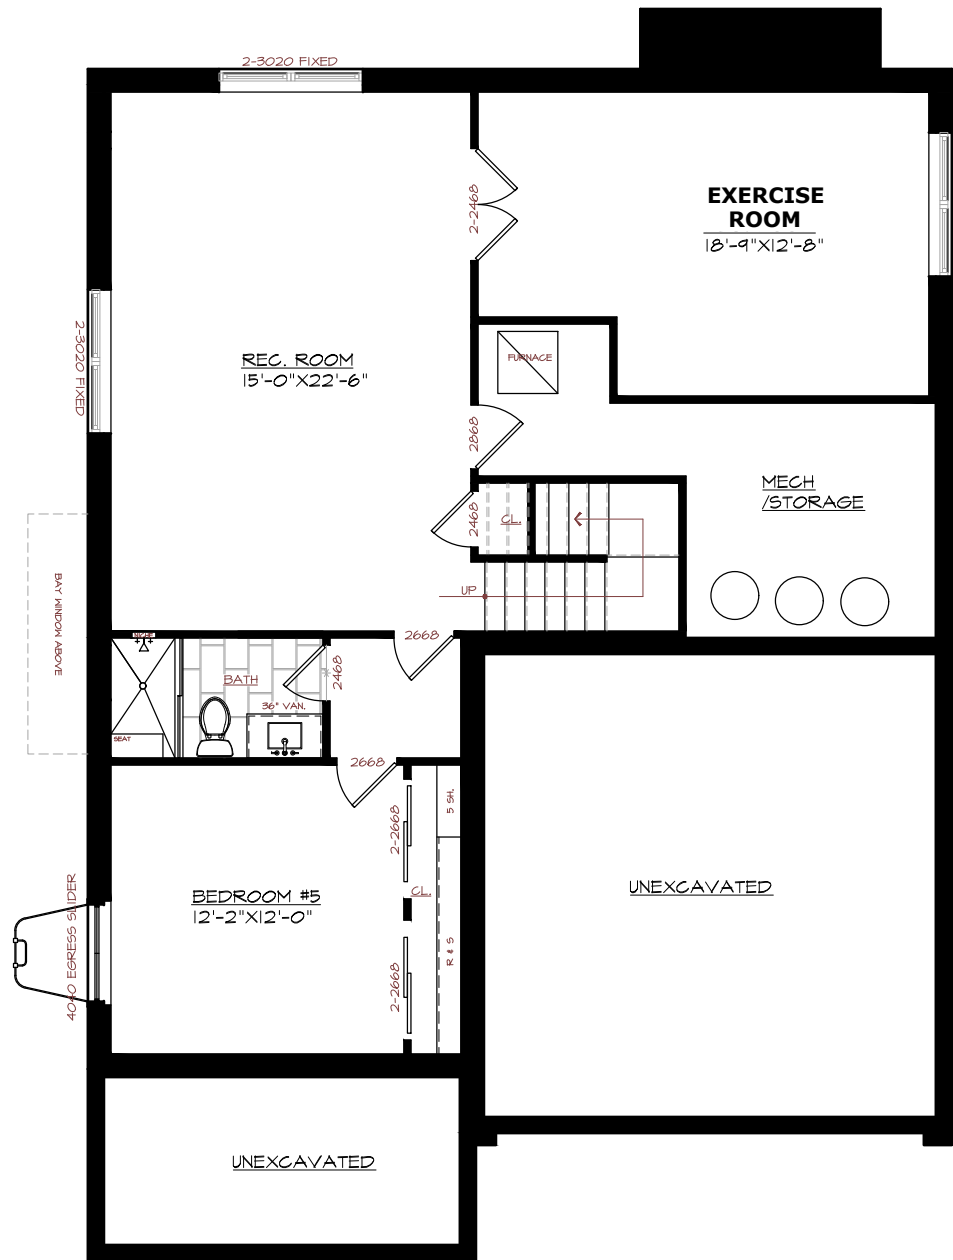 2-3020 FIXED
EXERCISE
ROOM
18'-9"X12'-8"
2-2468
2-3020 FIXED
REC. ROOM
15'-0"X22'-6"
FURNACE
2868
MECH
/STORAGE
2468
CL.
UP
BAY WINDOW ABOVE
NICHE
2668
BATH
2468
36" VAN.
SEAT
2668
5 SH.
2-2668
CL.
BEDROOM #5
12'-2"X12'-0"
R & S
4040 EGRESS SLIDER
2-2668
UNEXCAVATED
UNEXCAVATED